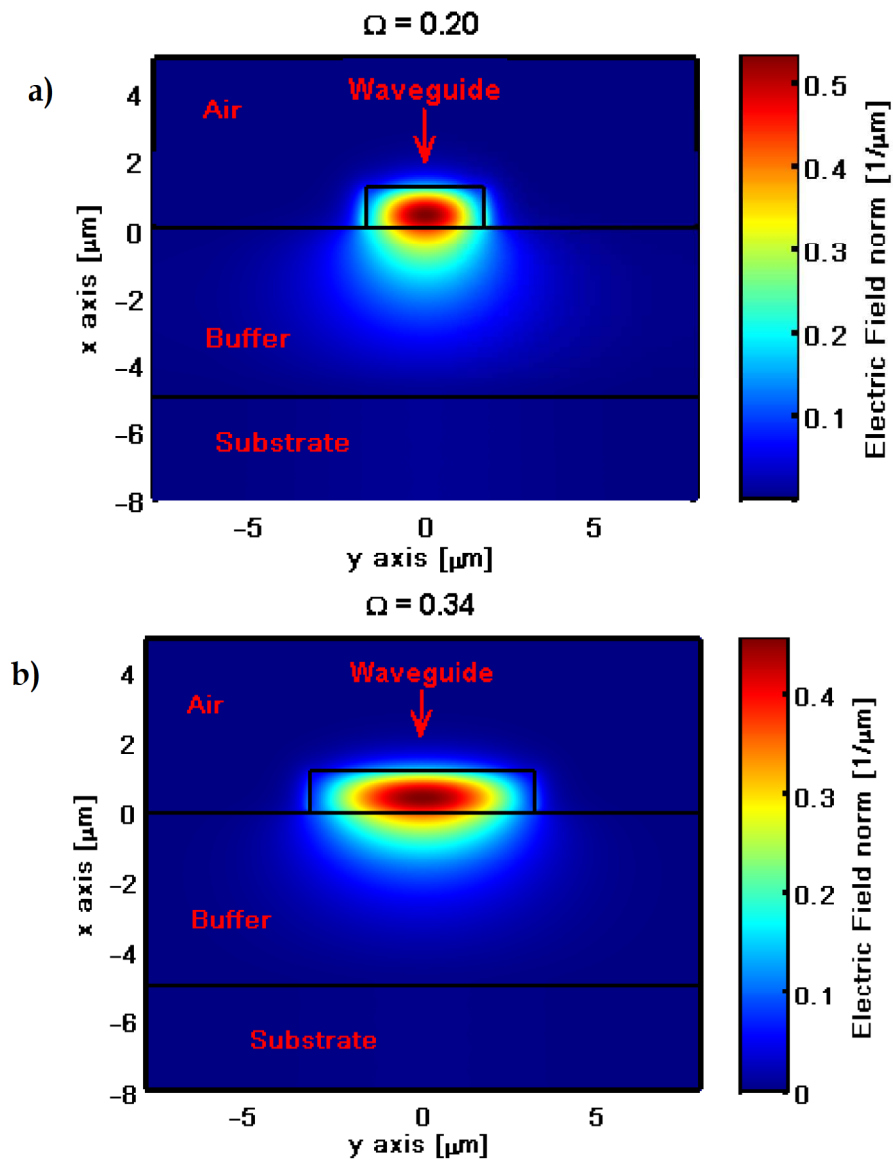 Ω = 0.20
a)
Air
Waveguide
Buffer
Substrate
x axis [μm]
4
2
0
−2
−4
−6
−8
−5
0
5
y axis [μm]
0.5
0.4
0.3
0.2
0.1
Electric Field norm [1/μm]
Ω = 0.34
b)
Air
Waveguide
Buffer
Substrate
x axis [μm]
4
2
0
−2
−4
−6
−8
−5
0
5
y axis [μm]
0.4
0.3
0.2
0.1
0
Electric Field norm [1/μm]